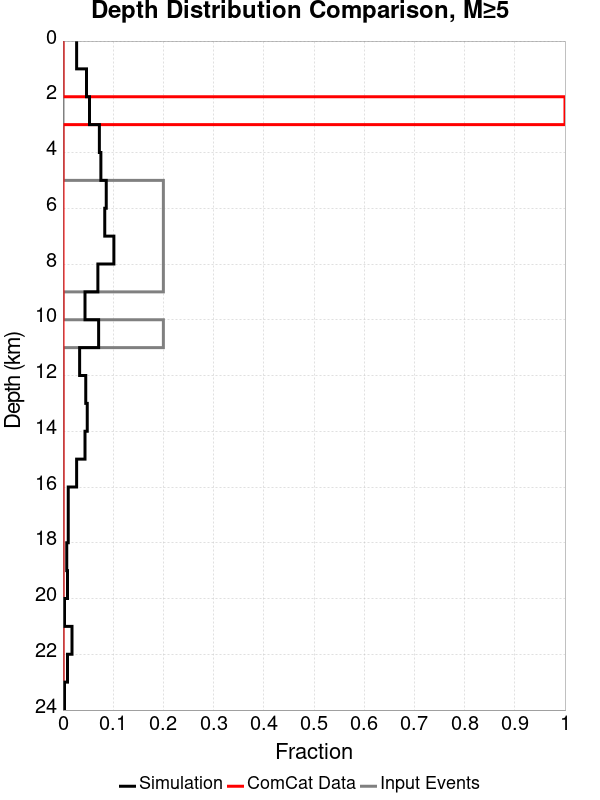 Depth Distribution Comparison, M≥5
0
2
4
6
8
10
12
14
16
18
20
22
24
Depth (km)
0 0.1 0.2 0.3 0.4 0.5 0.6 0.7 0.8 0.9 1
Fraction
Simulation ComCat Data Input Events